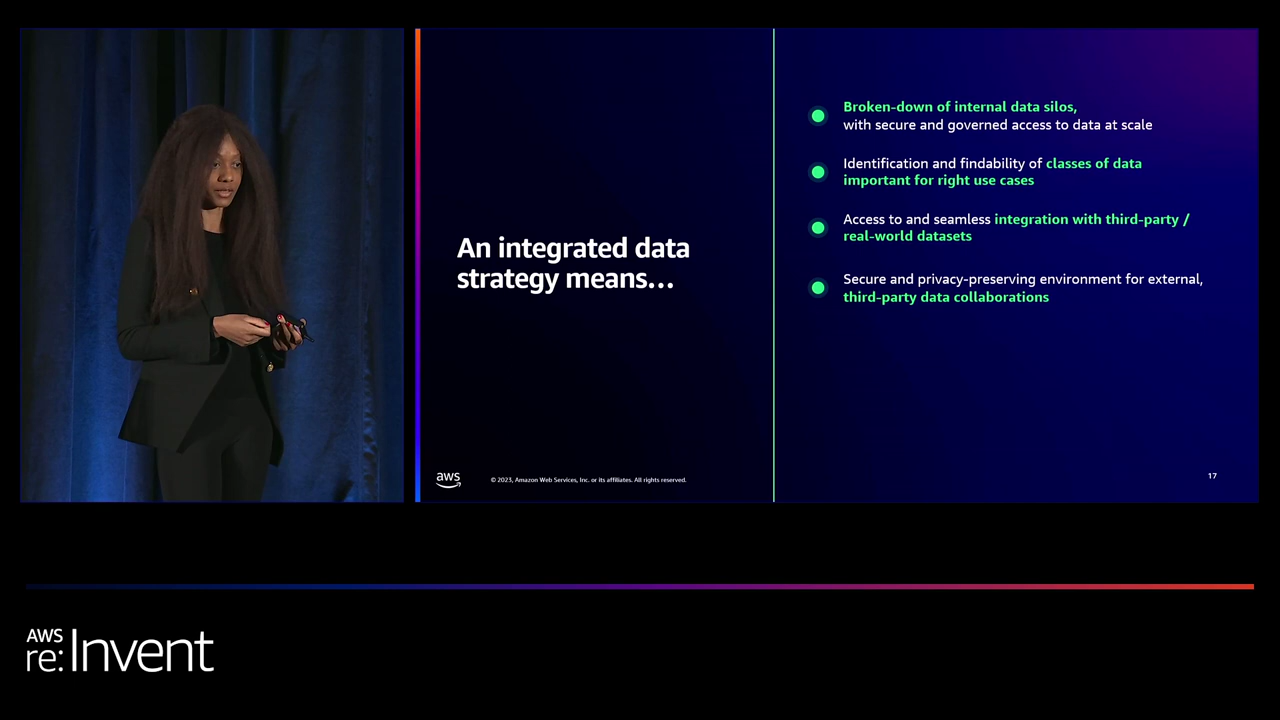 An integrated data
strategy means...
Broken-down of internal data silos,
with secure and governed access to data at scale
Identification and findability of classes of data
important for right use cases
Access to and seamless integration with third-party /
real-world datasets
Secure and privacy-preserving environment for external,
third-party data collaborations
aws
© 2023, Amazon Web Services, Inc. or its affiliates. All rights reserved.
17
AWS
re:Invent